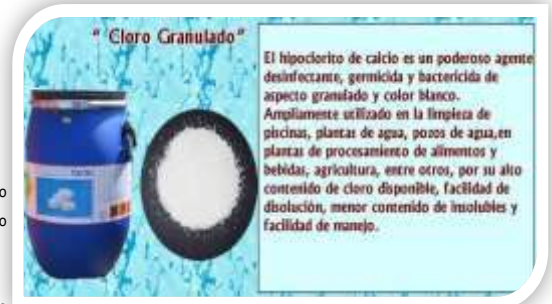 " Cloro Granulado"
El hipoclorito de calcio es un poderoso agente
desinfectante, germicida y bactericida de
aspecto granulado y color blanco.
Ampliamente utilizado en la limpieza de
piscinas, plantas de agua, pozos de agua,en
plantas de procesamiento de alimentos y
bebidas, agricultura, entre otros, por su alto
contenido de cloro disponible, facilidad de
disolución, menor contenido de insolubles y
facilidad de manejo.
o
o